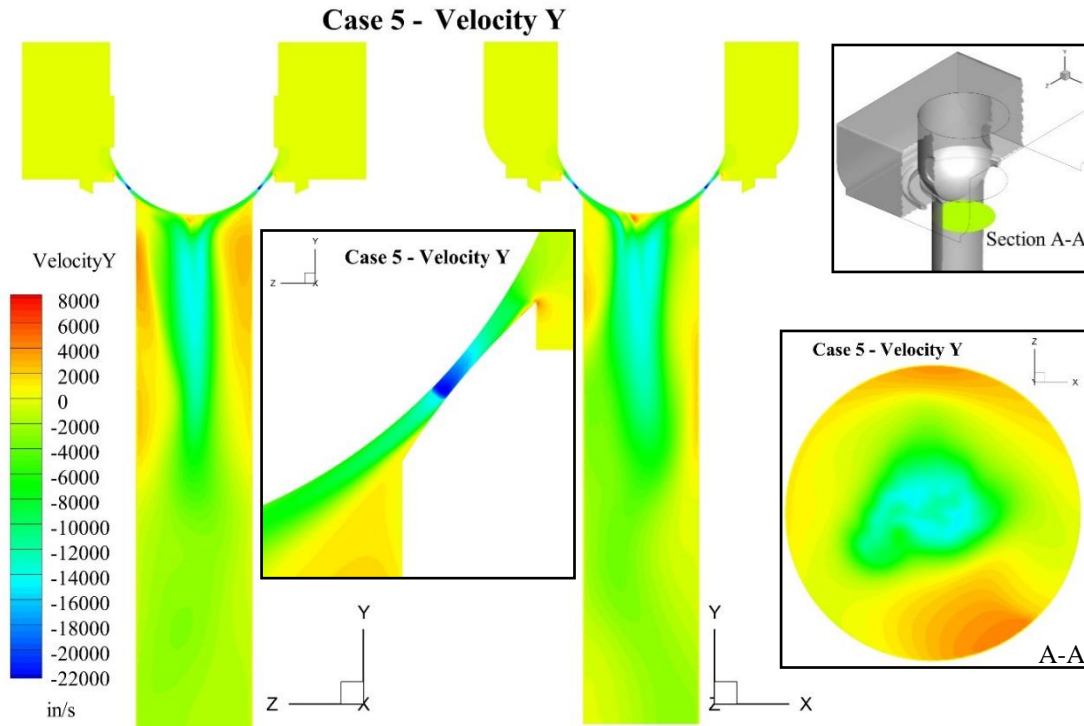 Case 5 - Velocity Y
Y
Z
Section A-A
VelocityY
8000
6000
4000
2000
0
-2000
-4000
-6000
-8000
-10000
-12000
-14000
-16000
-18000
-20000
-22000
in/s
Y
Z
X
Case 5 - Velocity Y
Y
Z
X
Y
Z
X
Case 5 - Velocity Y
Z
Y
X
A-A